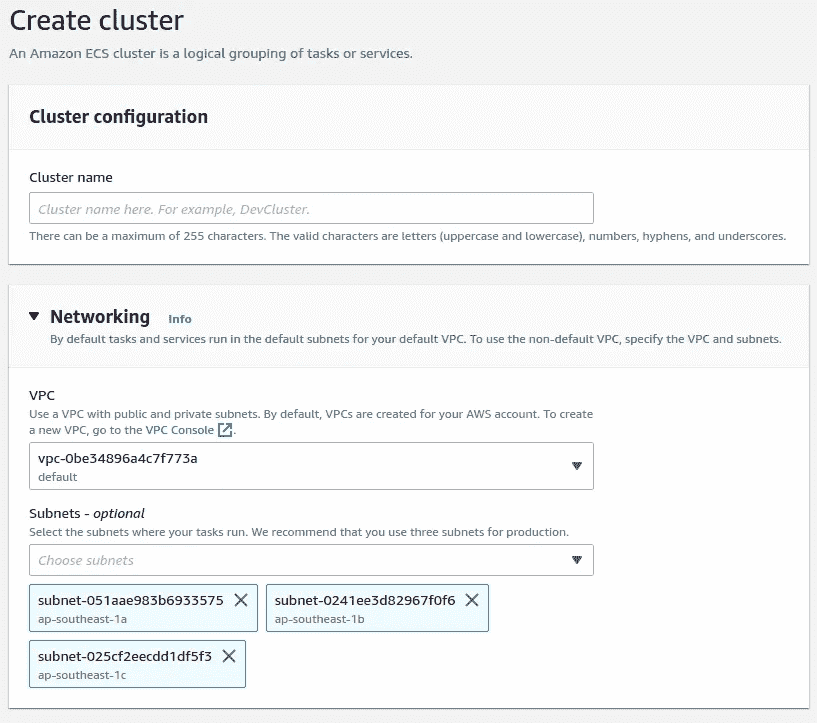 Create cluster
An Amazon ECS cluster is a logical grouping of tasks or services.
Cluster configuration
Cluster name
Cluster name here. For example, DevCluster.
There can be a maximum of 255 characters. The valid characters are letters (uppercase and lowercase), numbers, hyphens, and underscores.
Networking Info
By default tasks and services run in the default subnets for your default VPC. To use the non-default VPC, specify the VPC and subnets.
VPC
Use a VPC with public and private subnets. By default, VPCs are created for your AWS account. To create
a new VPC, go to the VPC Console.
vpc-0be34896a4c7f773a
default
Subnets - optional
Select the subnets where your tasks run. We recommend that you use three subnets for production.
Choose subnets
subnet-051aae983b6933575 subnet-0241ee3d82967f0f6
ap-southeast-1a ap-southeast-1b
subnet-025cf2eecdd1df5f3
ap-southeast-1c